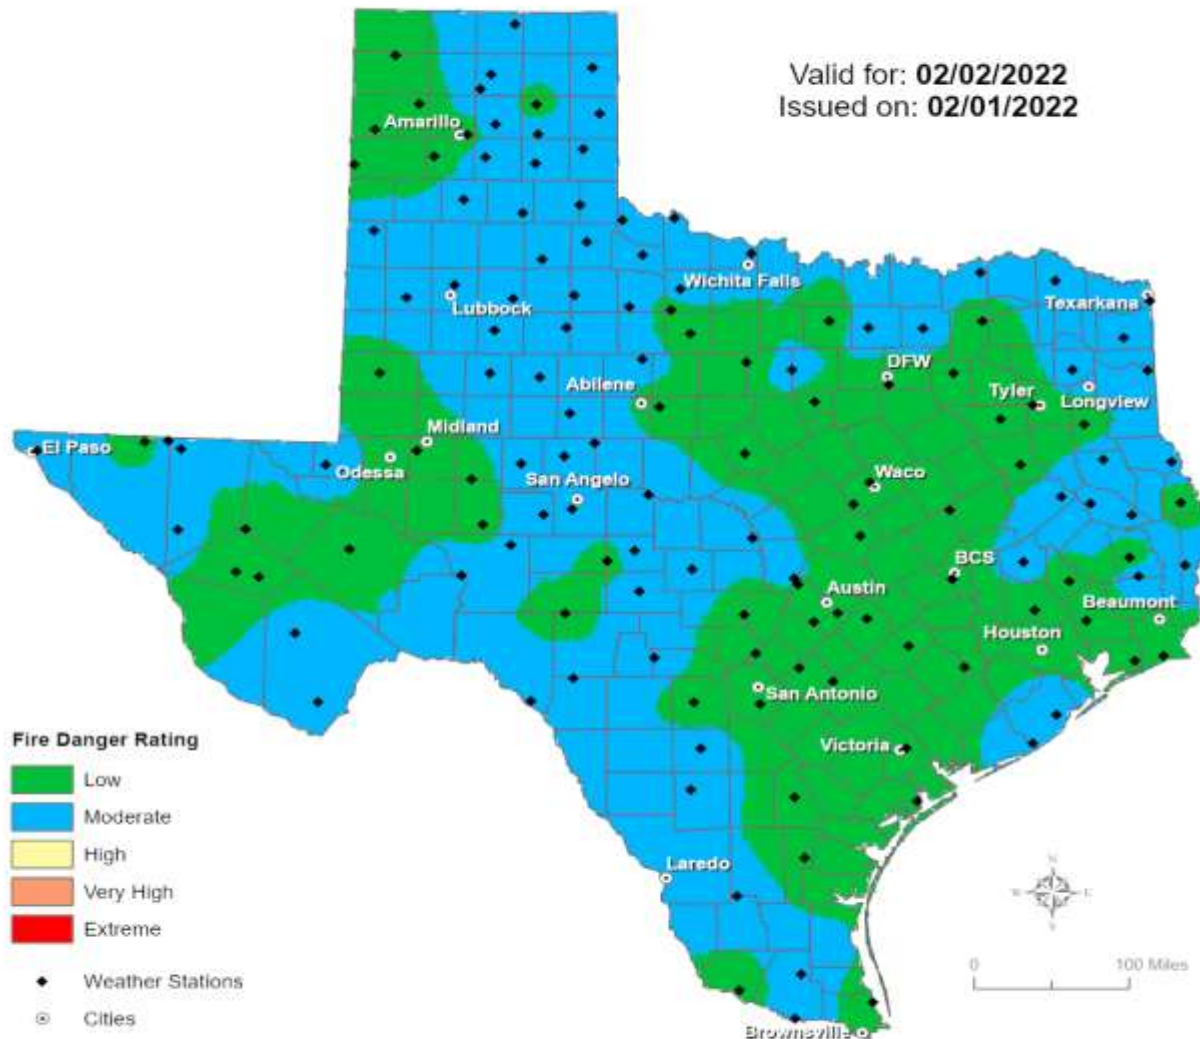 Valid for: 02/02/2022
Issued on: 02/01/2022
Amarillo
Wichita Falls
Lubbock
Texarkana
DFW
Abilene
Tyler
Longview
Midland
El Paso
Odessa
San Angelo
Waco
BCS
Austin
Beaumont
Houston
San Antonio
Victoria
Laredo
Brownsville
Fire Danger Rating
Low
Moderate
High
Very High
Extreme
Weather Stations
Cities
N
W E
S
0 100 Miles